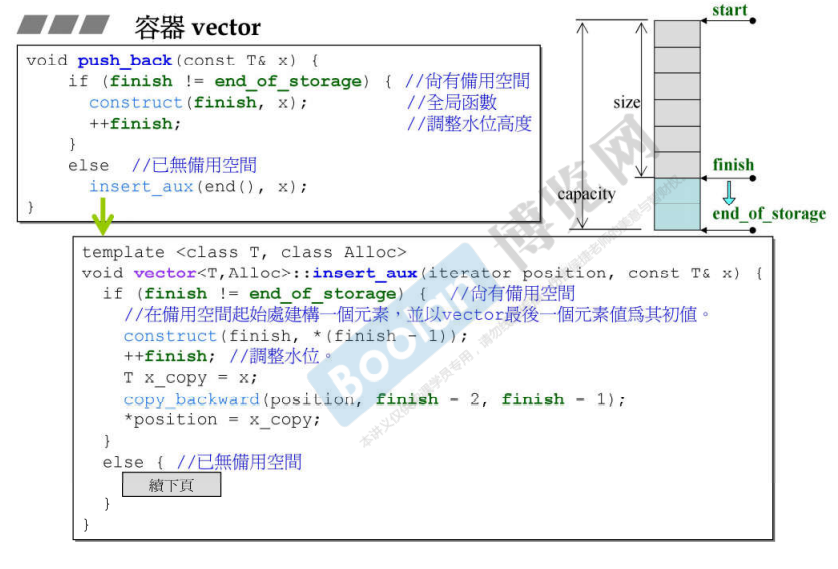 容器 vector
void push_back(const T& x) {
if (finish != end_of_storage) { //尚有備用空間
construct(finish, x); //全局函數
++finish; //調整水位高度
}
else //已無備用空間
insert_aux(end(), x);
}
start
size
finish
capacity
end_of_storage
template <class T, class Alloc>
void vector<T,Alloc>::insert_aux(iterator position, const T& x) {
if (finish != end_of_storage) { //尚有備用空間
//在備用空間起始處建構一個元素，並以vector最後一個元素值爲其初值。
construct(finish, *(finish - 1));
++finish; //調整水位。
T x_copy = x;
copy_backward(position, finish - 2, finish - 1);
*position = x_copy;
}
else { //已無備用空間
續下頁
}
}
Boolan 博览网